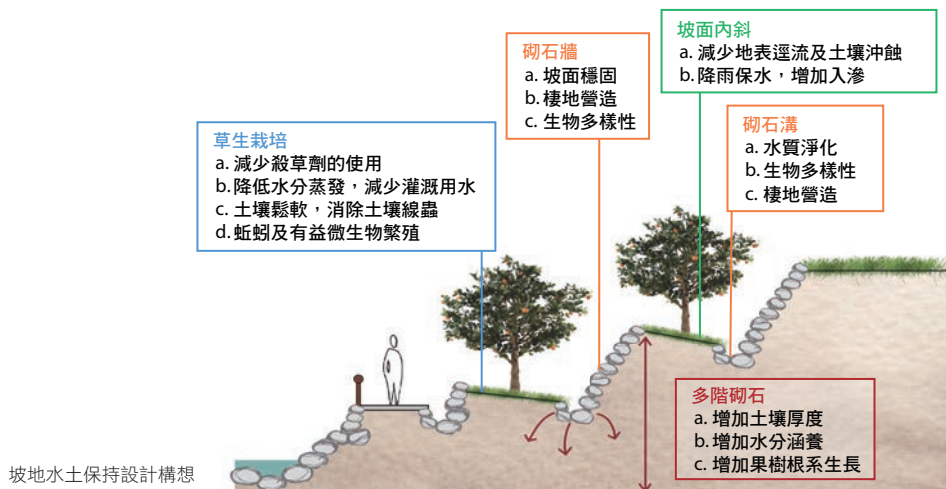 坡面內斜
a. 減少地表逕流及土壤沖蝕
b. 降雨保水，增加入滲
砌石牆
a. 坡面穩固
b. 棲地營造
c. 生物多樣性
砌石溝
a. 水質淨化
b. 生物多樣性
c. 棲地營造
草生栽培
a. 減少殺草劑的使用
b. 降低水分蒸發，減少灌溉用水
c. 土壤鬆軟，消除土壤線蟲
d. 蚯蚓及有益微生物繁殖
多階砌石
a. 增加土壤厚度
b. 增加水分涵養
c. 增加果樹根系生長
坡地水土保持設計構想